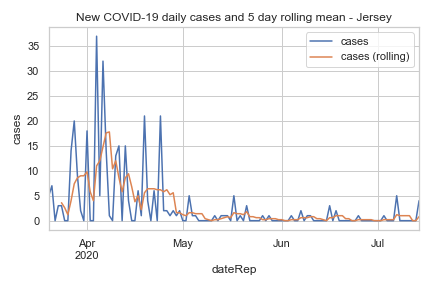 New COVID-19 daily cases and 5 day rolling mean - Jersey
cases
cases (rolling)
cases
35
30
25
20
15
10
5
0
Apr
2020
May
Jun
Jul
dateRep